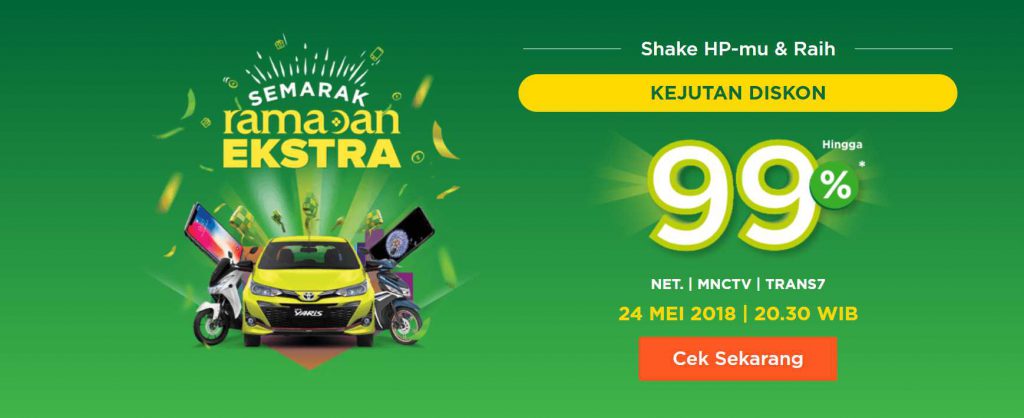 SEMARAK
ramadan
EKSTRA
YARIS
Shake HP-mu & Raih
KEJUTAN DISKON
Hingga
99%*
NET. | MNCTV | TRANS7
24 MEI 2018 | 20.30 WIB
Cek Sekarang